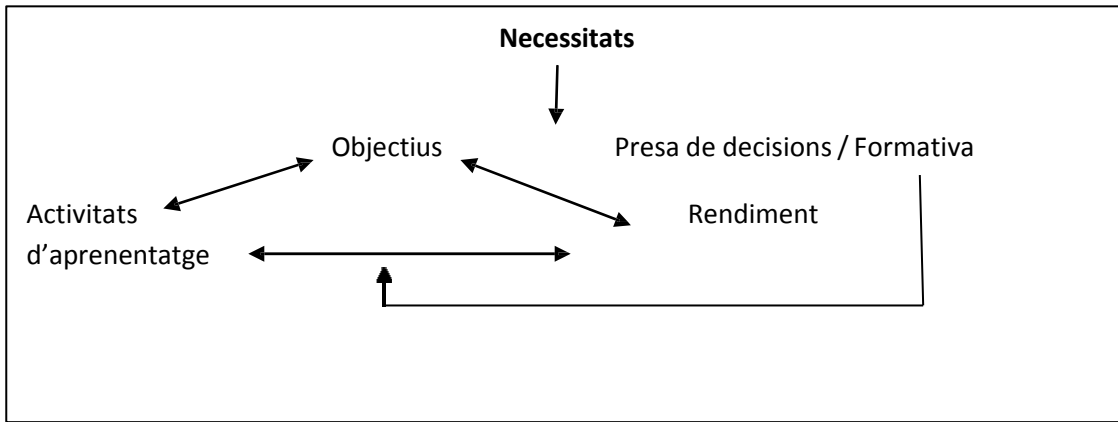 Necessitats
Objectius
Presa de decisions / Formativa
Activitats
d'aprenentatge
Rendiment